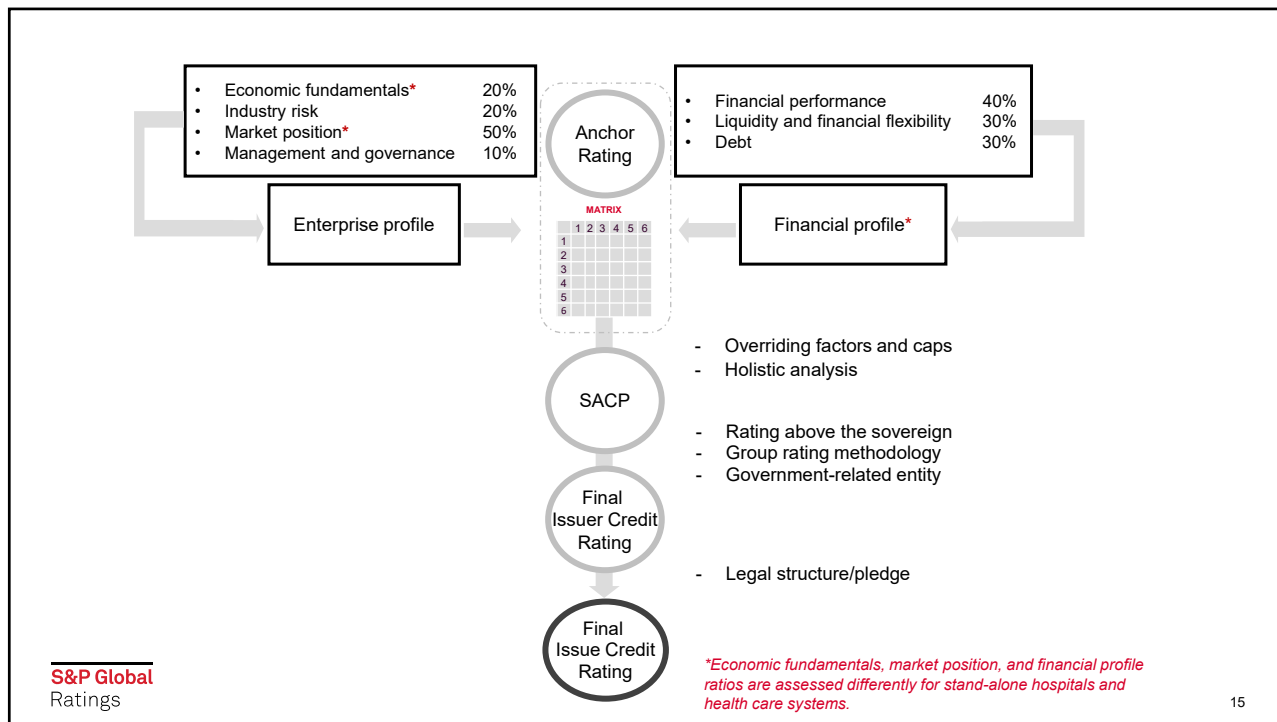 • Economic fundamentals* 20%
• Industry risk 20%
• Market position* 50%
• Management and governance 10%
Anchor
Rating
• Financial performance 40%
• Liquidity and financial flexibility 30%
• Debt 30%
Enterprise profile
MATRIX
1 2 3 4 5 6
1
2
3
4
5
6
Financial profile*
SACP
- Overriding factors and caps
- Holistic analysis
- Rating above the sovereign
- Group rating methodology
- Government-related entity
Final
Issuer Credit
Rating
- Legal structure/pledge
Final
Issue Credit
Rating
S&P Global
Ratings
*Economic fundamentals, market position, and financial profile
ratios are assessed differently for stand-alone hospitals and
health care systems.
15